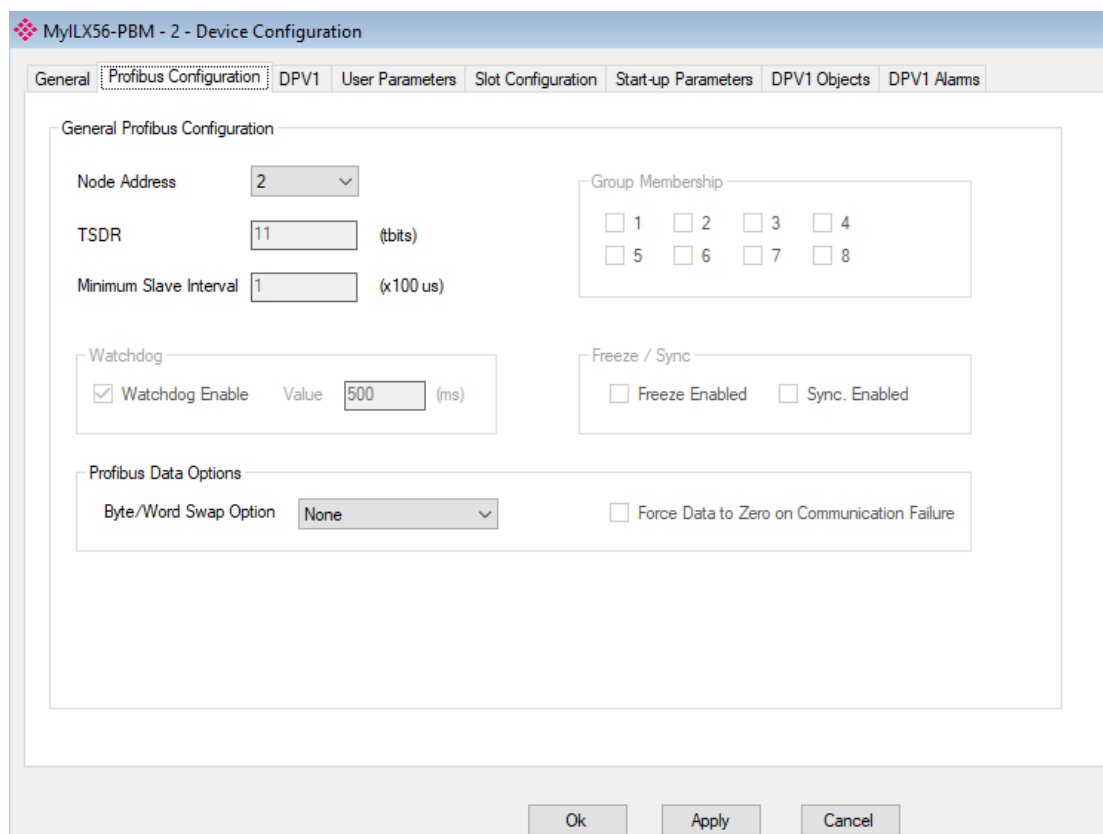 MyILX56-PBM - 2 - Device Configuration
General Profibus Configuration DPV1 User Parameters Slot Configuration Start-up Parameters DPV1 Objects DPV1 Alarms
General Profibus Configuration
Node Address 2
Group Membership
1 2 3 4
TSDR 11 (tbits)
5 6 7 8
Minimum Slave Interval 1 (x100 us)
Watchdog
Watchdog Enable Value 500 (ms)
Freeze / Sync
Freeze Enabled Sync. Enabled
Profibus Data Options
Byte/Word Swap Option None Force Data to Zero on Communication Failure
Ok Apply Cancel